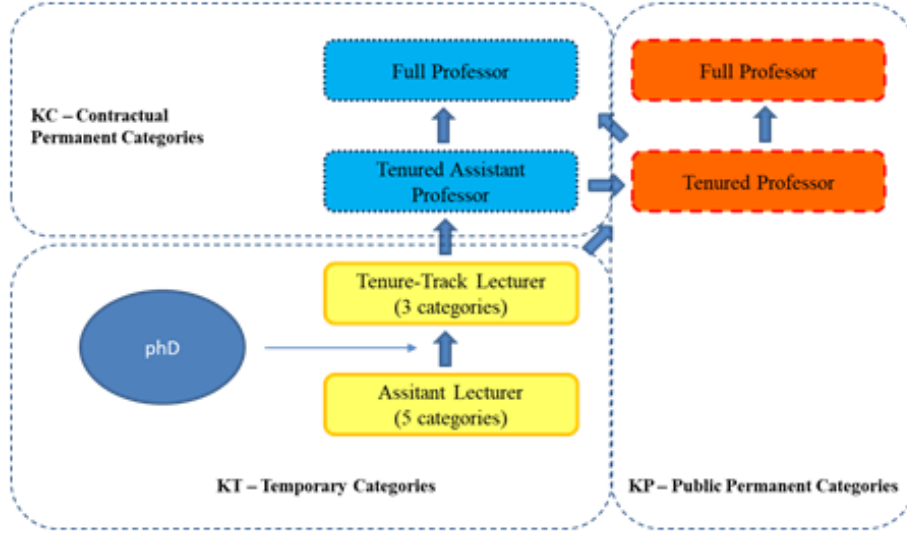 Full Professor
Full Professor
KC – Contractual
Permanent Categories
Tenured Assistant
Professor
Tenured Professor
Tenure-Track Lecturer
(3 categories)
phD
Assitant Lecturer
(5 categories)
KT – Temporary Categories
KP – Public Permanent Categories